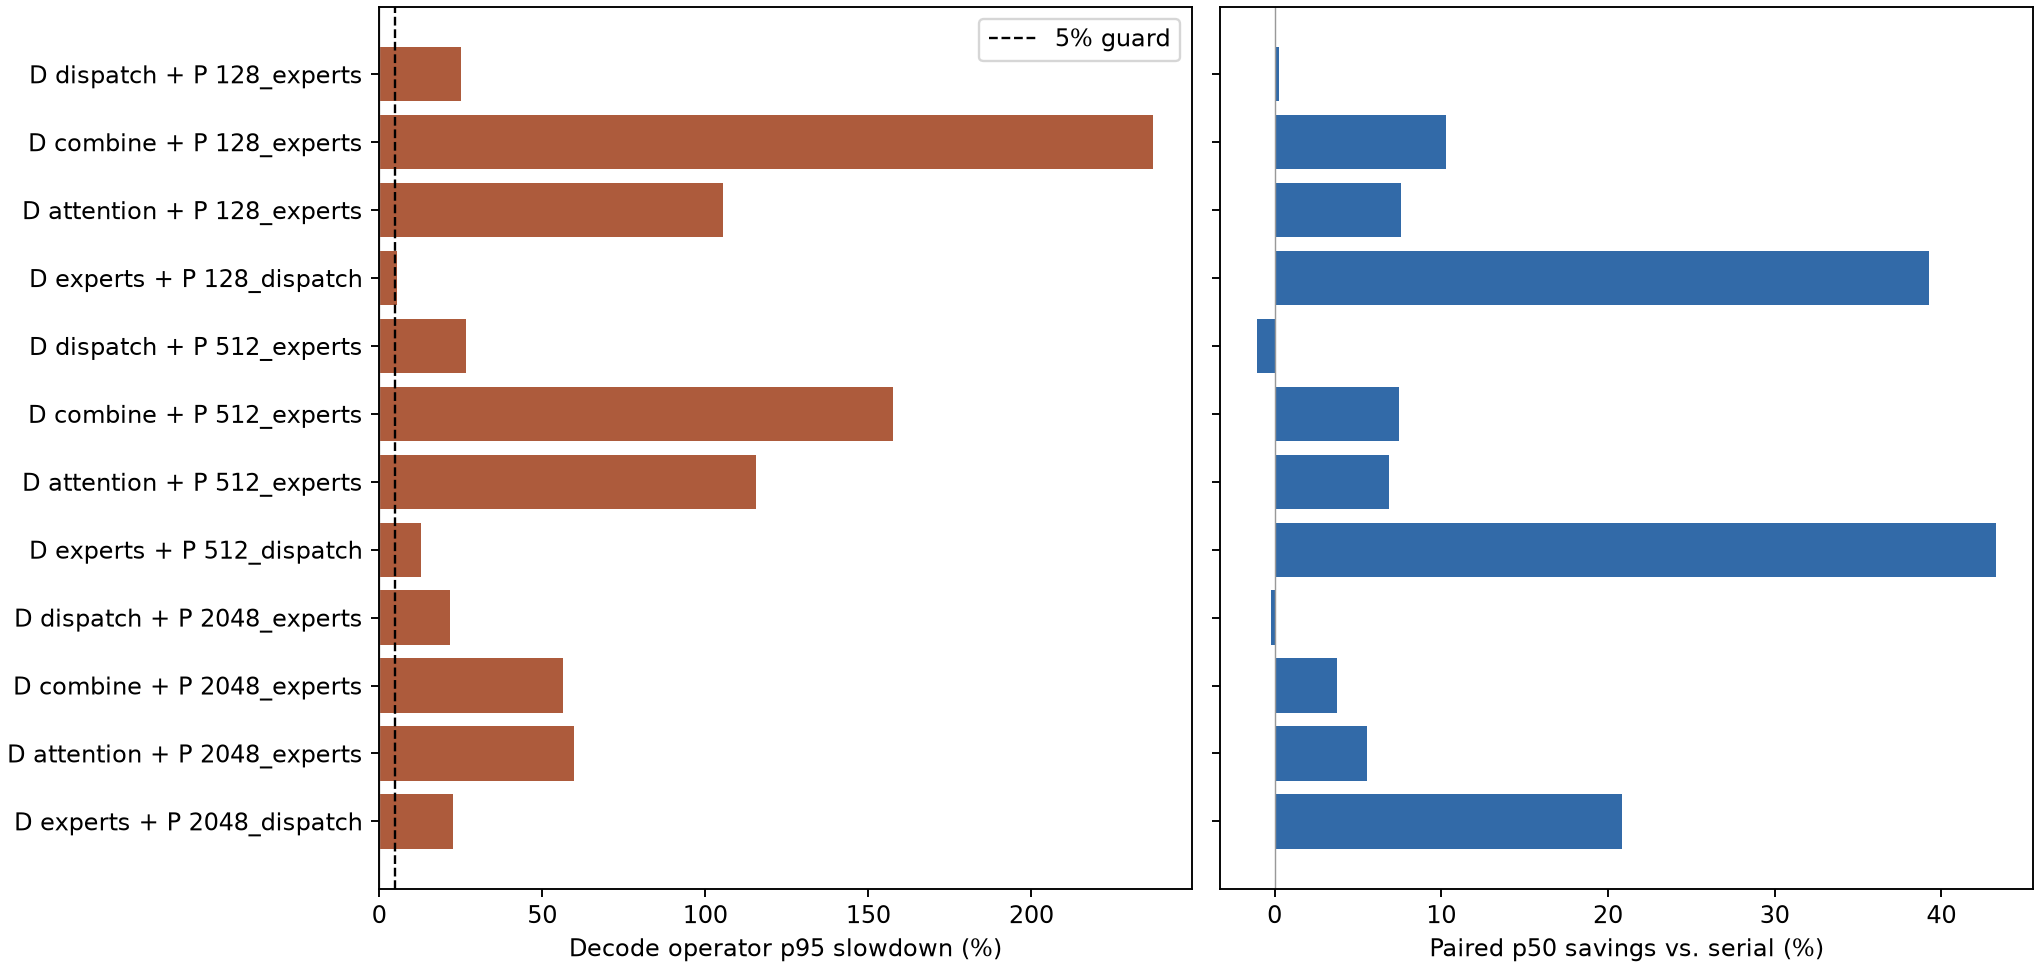 5% guard
D dispatch + P 128_experts
D combine + P 128_experts
D attention + P 128_experts
D experts + P 128_dispatch
D dispatch + P 512_experts
D combine + P 512_experts
D attention + P 512_experts
D experts + P 512_dispatch
D dispatch + P 2048_experts
D combine + P 2048_experts
D attention + P 2048_experts
D experts + P 2048_dispatch
0 50 100 150 200
Decode operator p95 slowdown (%)
0 10 20 30 40
Paired p50 savings vs. serial (%)